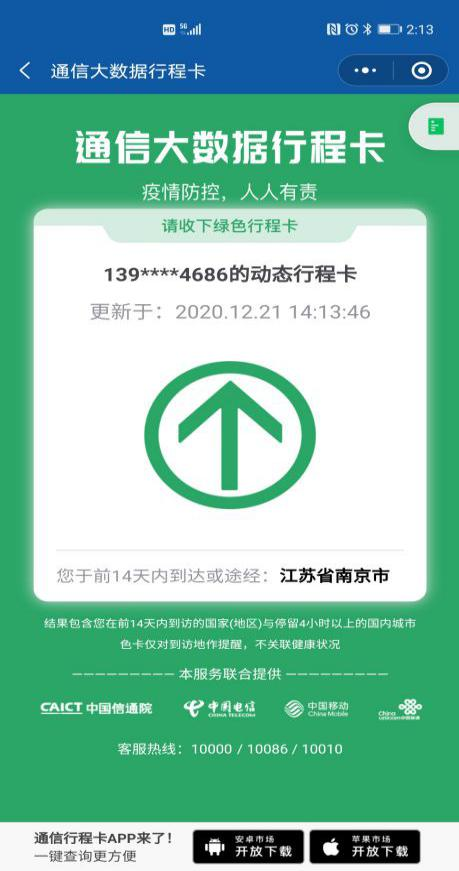 HD 5G 2:13
通信大数据行程卡
通信大数据行程卡
疫情防控，人人有责
请收下绿色行程卡
139****4686的动态行程卡
更新于：2020.12.21 14:13:46
您于前14天内到达或途经：江苏省南京市
结果包含您在前14天内到访的国家(地区)与停留4小时以上的国内城市
色卡仅对到访地作提醒，不关联健康状况
本服务联合提供
CAICT 中国信通院 中国电信 CHINA TELECOM 中国移动 China Mobile China unicom中国联通
客服热线：10000 / 10086 / 10010
通信行程卡APP来了！
一键查询更方便
安卓市场
开放下载
苹果市场
开放下载